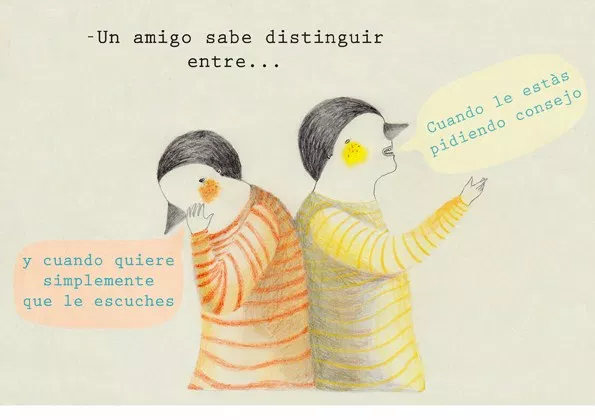 -Un amigo sabe distinguir
entre...
Cuando le estàs
pidiendo consejo
y cuando quiere
simplemente
que le escuches